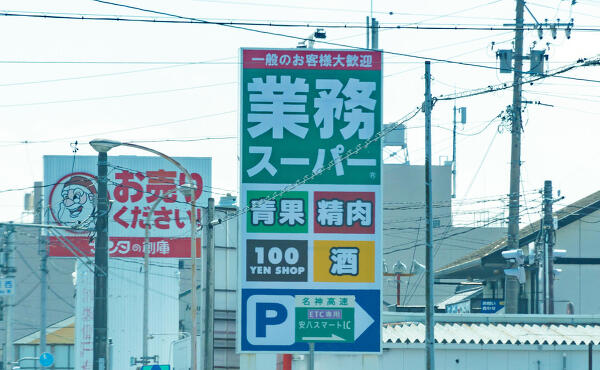 一般のお客様大歓迎
業務
スーパー
®
青果
精肉
100
YEN SHOP
酒
P
名神高速
ETC専用
安八スマートIC
お売り
ください
の倉庫